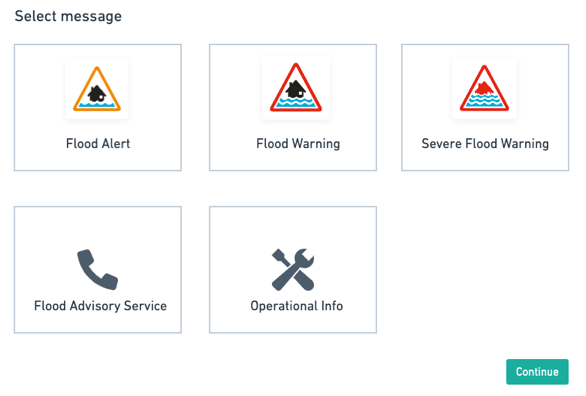 Select message
Flood Alert
Flood Warning
Severe Flood Warning
Flood Advisory Service
Operational Info
Continue